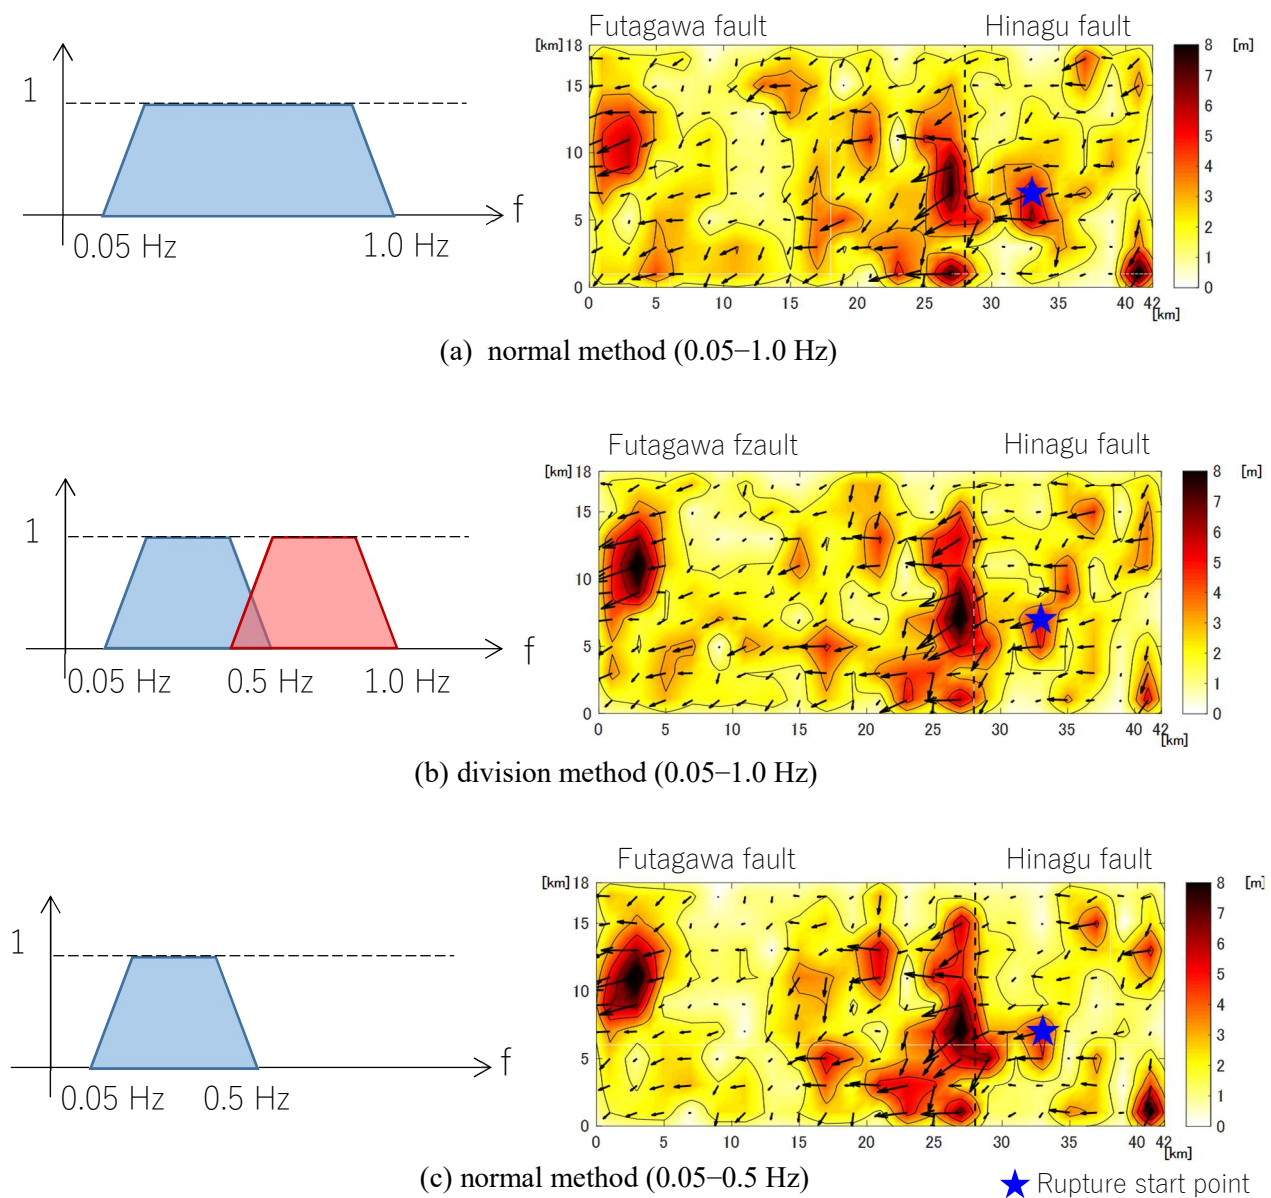 Futagawa fault Hinagu fault
[km] 18 8 [m]
1
15 7
6
10 5
4
3
5 2
f 1
0.05 Hz 1.0 Hz 0 0
0 5 10 15 20 25 30 35 40 42
[km]
(a) normal method (0.05−1.0 Hz)
Futagawa fzault Hinagu fault
[km] 18 8 [m]
1
15 7
6
10 5
4
3
5 2
f 1
0.05 Hz 0.5 Hz 1.0 Hz 0 0
0 5 10 15 20 25 30 35 40 42
[km]
(b) division method (0.05−1.0 Hz)
Futagawa fault Hinagu fault
[km] 18 8 [m]
1
15 7
6
10 5
4
3
5 2
f 1
0.05 Hz 0.5 Hz 0 0
0 5 10 15 20 25 30 35 40 42
[km]
(c) normal method (0.05−0.5 Hz)
Rupture start point